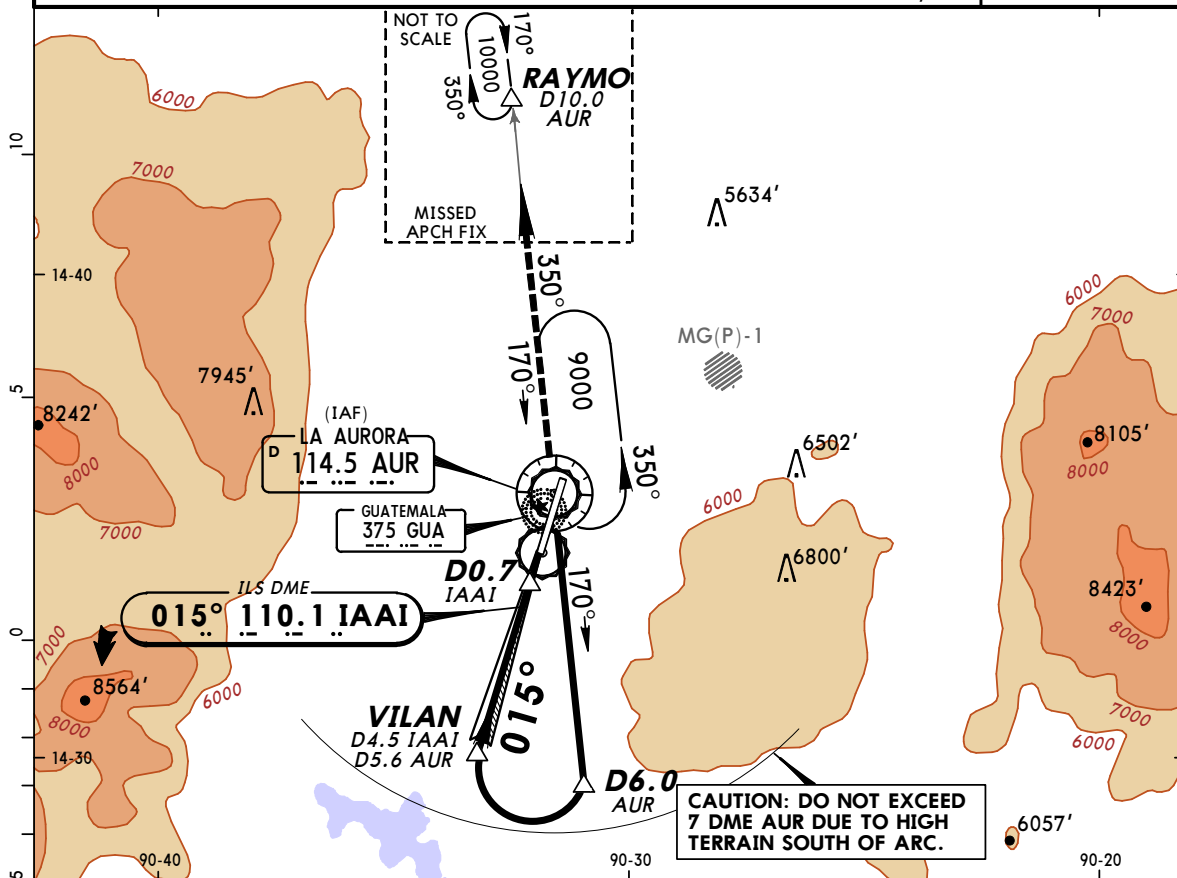 NOT TO
SCALE
170°
10000
350°
RAYMO
D10.0
AUR
6000
10
7000
5634'
MISSED
APCH FIX
14-40
350°
6000
7000
MG(P)-1
170°
9000
7945'
5
8242'
(IAF)
LA AURORA
D 114.5 AUR
8105'
6502'
8000
8000
350°
6000
7000
GUATEMALA
375 GUA
6800'
D0.7
IAAI
170°
ILS DME
015° 110.1 IAAI
8423'
0
7000
8000
8564'
6000
8000
015°
VILAN
D4.5 IAAI
D5.6 AUR
7000
6000
14-30
D6.0
AUR
CAUTION: DO NOT EXCEED
7 DME AUR DUE TO HIGH
TERRAIN SOUTH OF ARC.
6057'
90-40
90-30
90-20
5